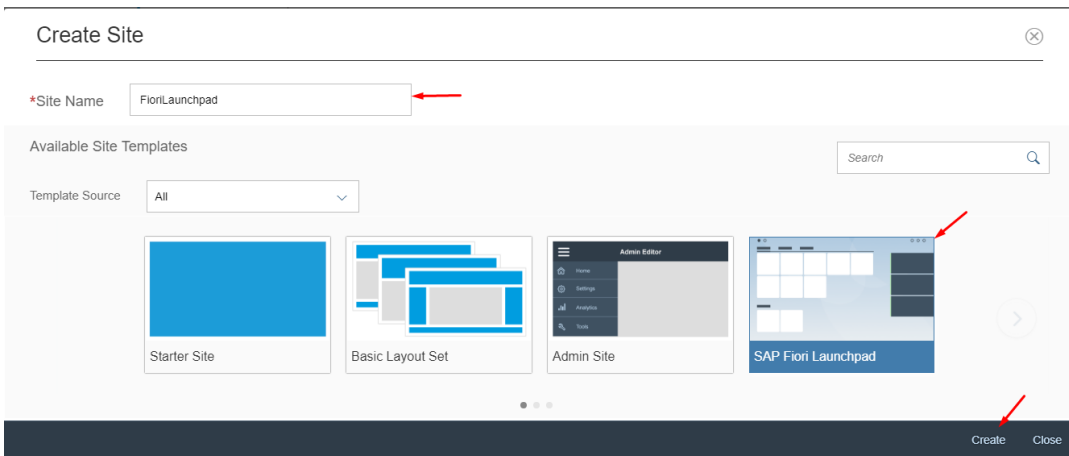 Create Site
*Site Name
FioriLaunchpad
Available Site Templates
Search
Template Source
All
Admin Editor
Home
Settings
Analytics
Tools
Starter Site
Basic Layout Set
Admin Site
SAP Fiori Launchpad
Create
Close